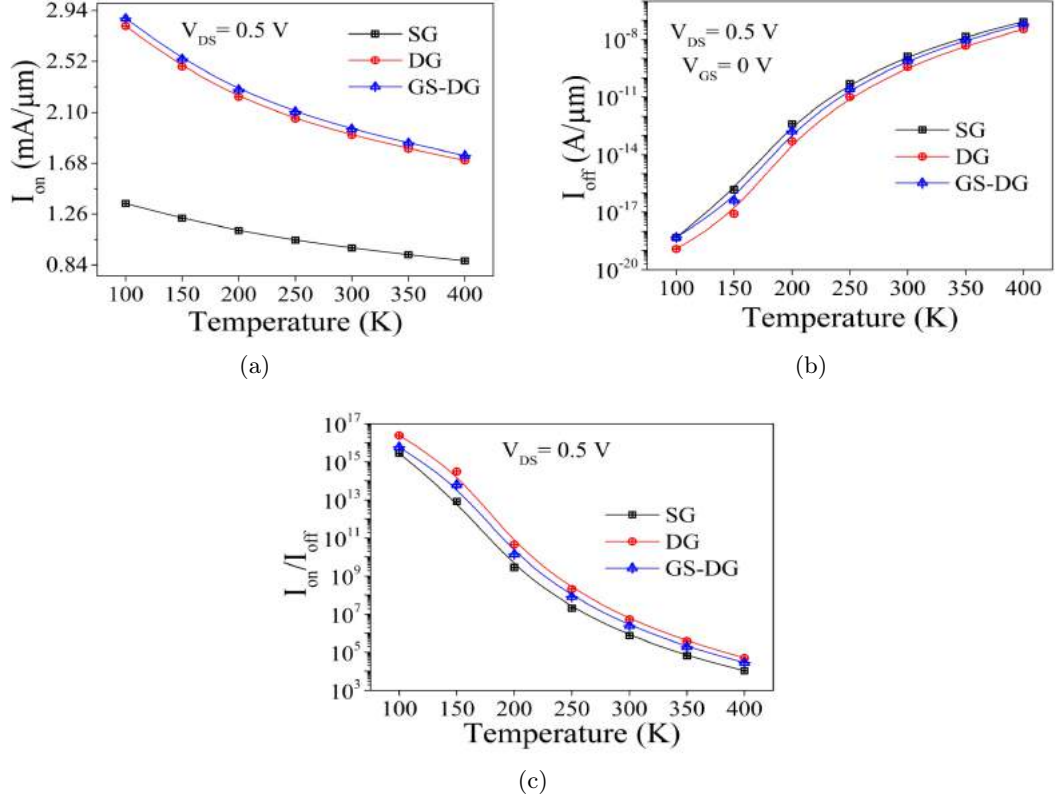 2.94
2.52
2.10
1.68
1.26
0.84
I_on (mA/μm)
V_DS= 0.5 V
SG
DG
GS-DG
100 150 200 250 300 350 400
Temperature (K)
(a)
10^-8
10^-11
10^-14
10^-17
10^-20
I_off (A/μm)
V_DS= 0.5 V
V_GS= 0 V
SG
DG
GS-DG
100 150 200 250 300 350 400
Temperature (K)
(b)
10^17
10^15
10^13
10^11
10^9
10^7
10^5
10^3
I_on/I_off
V_DS= 0.5 V
SG
DG
GS-DG
100 150 200 250 300 350 400
Temperature (K)
(c)